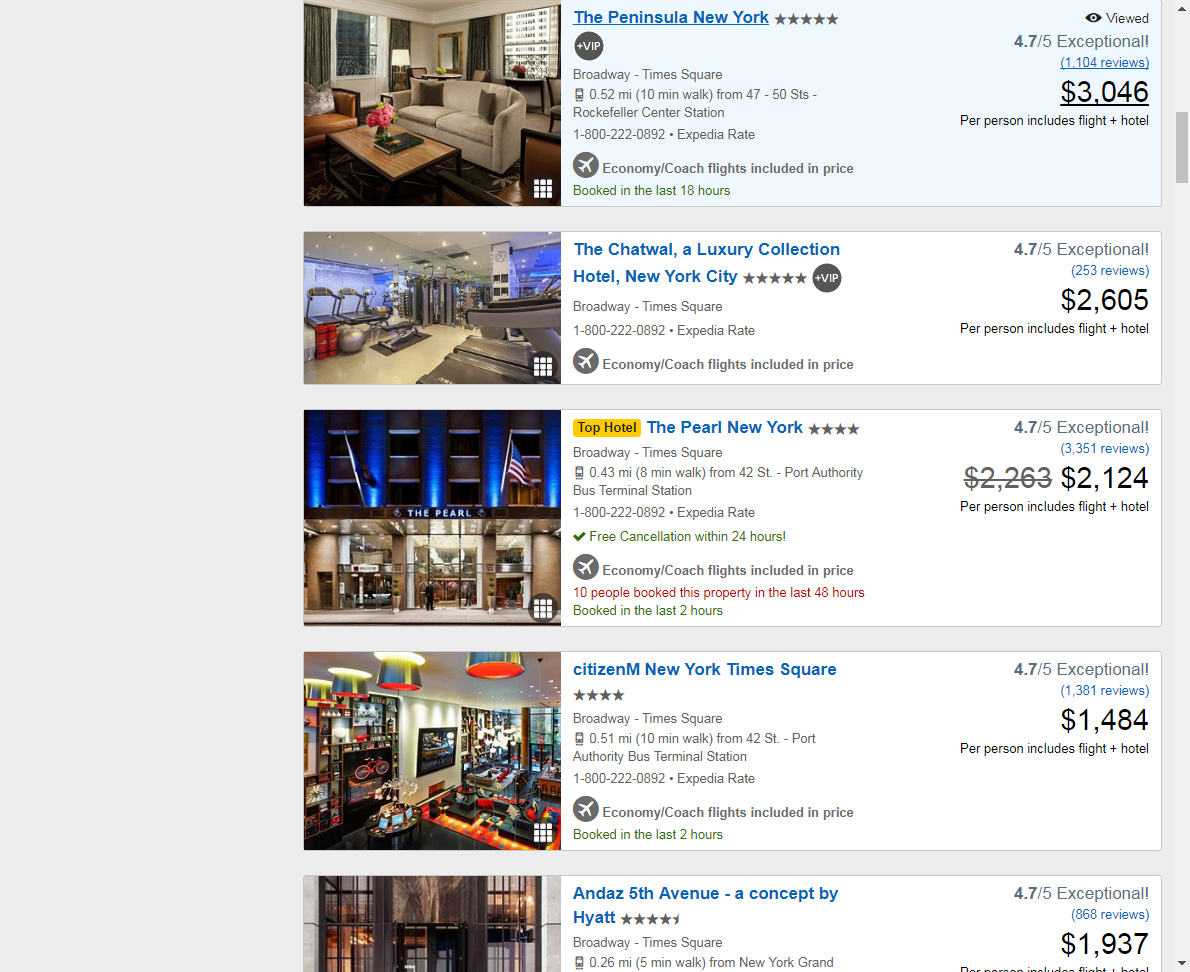 The Peninsula New York
Viewed
+VIP
4.7/5 Exceptional!
(1,104 reviews)
$3,046
Per person includes flight + hotel
Broadway - Times Square
0.52 mi (10 min walk) from 47 - 50 Sts -
Rockefeller Center Station
1-800-222-0892 • Expedia Rate
Economy/Coach flights included in price
Booked in the last 18 hours
The Chatwal, a Luxury Collection
Hotel, New York City
+VIP
4.7/5 Exceptional!
(253 reviews)
$2,605
Per person includes flight + hotel
Broadway - Times Square
1-800-222-0892 • Expedia Rate
Economy/Coach flights included in price
THE PEARL
Top Hotel The Pearl New York
4.7/5 Exceptional!
(3,351 reviews)
$2,263 $2,124
Per person includes flight + hotel
Broadway - Times Square
0.43 mi (8 min walk) from 42 St. - Port Authority
Bus Terminal Station
1-800-222-0892 • Expedia Rate
Free Cancellation within 24 hours!
Economy/Coach flights included in price
10 people booked this property in the last 48 hours
Booked in the last 2 hours
citizenM New York Times Square
4.7/5 Exceptional!
(1,381 reviews)
$1,484
Per person includes flight + hotel
Broadway - Times Square
0.51 mi (10 min walk) from 42 St. - Port
Authority Bus Terminal Station
1-800-222-0892 • Expedia Rate
Economy/Coach flights included in price
Booked in the last 2 hours
Andaz 5th Avenue - a concept by
Hyatt
4.7/5 Exceptional!
(868 reviews)
$1,937
Per person includes flight + hotel
Broadway - Times Square
0.26 mi (5 min walk) from New York Grand